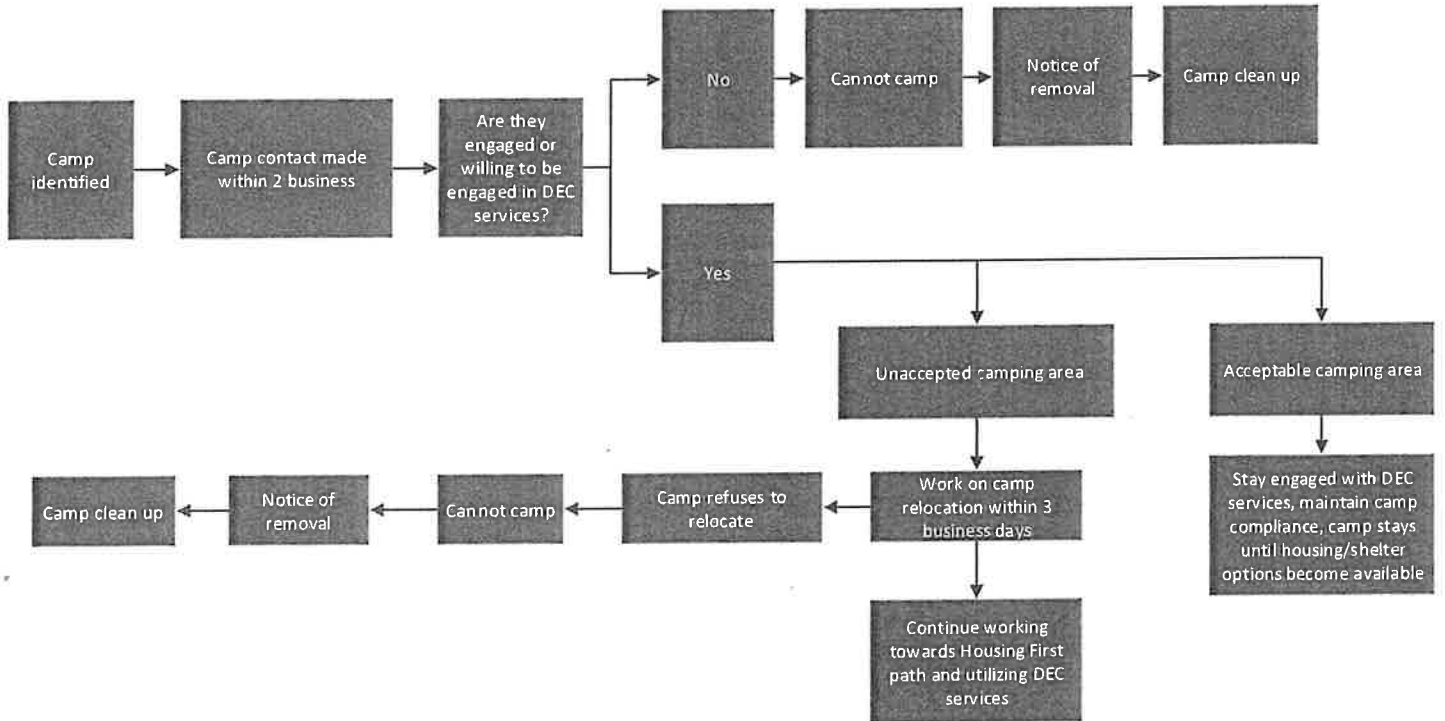 Camp
identified
Camp contact made
within 2 business
Are they
engaged or
willing to be
engaged in DEC
services?
No
Cannot camp
Notice of
removal
Camp clean up
Yes
Unaccepted camping area
Acceptable camping area
Work on camp
relocation within 3
business days
Camp refuses to
relocate
Cannot camp
Notice of
removal
Camp clean up
Continue working
towards Housing First
path and utilizing DEC
services
Stay engaged with DEC
services, maintain camp
compliance, camp stays
until housing/shelter
options become available